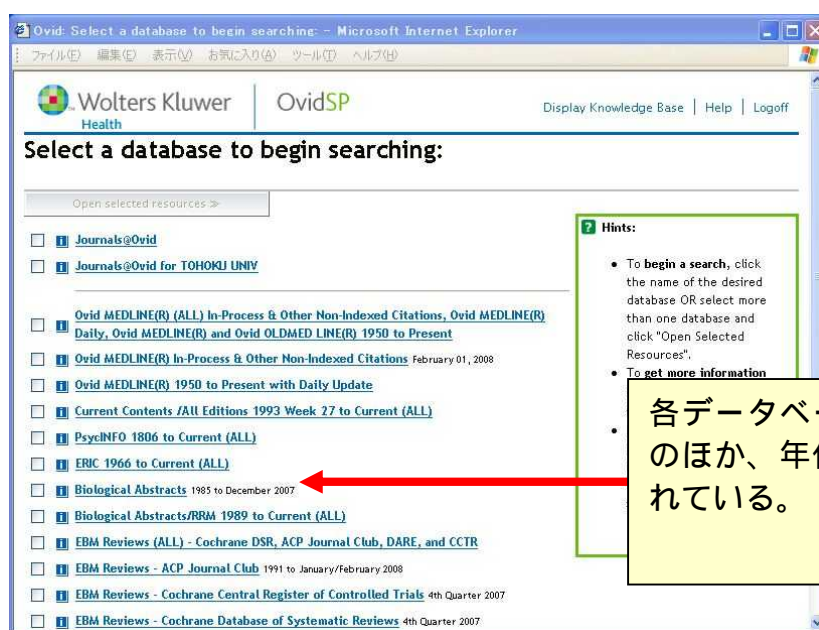 Ovid: Select a database to begin searching: - Microsoft Internet Explorer
ファイル(F) 編集(E) 表示(V) お気に入り(A) ツール(T) ヘルプ(H)
Wolters Kluwer
Health
OvidSP
Display Knowledge Base | Help | Logoff
Select a database to begin searching:
Open selected resources ≫
Journals@Ovid
Journals@Ovid for TOHOKU UNIV
Ovid MEDLINE(R) (ALL) In-Process & Other Non-Indexed Citations, Ovid MEDLINE(R)
Daily, Ovid MEDLINE(R) and Ovid OLDMED LINE(R) 1950 to Present
Ovid MEDLINE(R) In-Process & Other Non-Indexed Citations February 01, 2008
Ovid MEDLINE(R) 1950 to Present with Daily Update
Current Contents /All Editions 1993 Week 27 to Current (ALL)
PsycINFO 1806 to Current (ALL)
ERIC 1966 to Current (ALL)
Biological Abstracts 1985 to December 2007
Biological Abstracts/RRM 1989 to Current (ALL)
EBM Reviews (ALL) - Cochrane DSR, ACP Journal Club, DARE, and CCTR
EBM Reviews - ACP Journal Club 1991 to January/February 2008
EBM Reviews - Cochrane Central Register of Controlled Trials 4th Quarter 2007
EBM Reviews - Cochrane Database of Systematic Reviews 4th Quarter 2007
? Hints:
• To begin a search, click
the name of the desired
database OR select more
than one database and
click "Open Selected
Resources".
• To get more information
各データベー
のほか、年
れている。